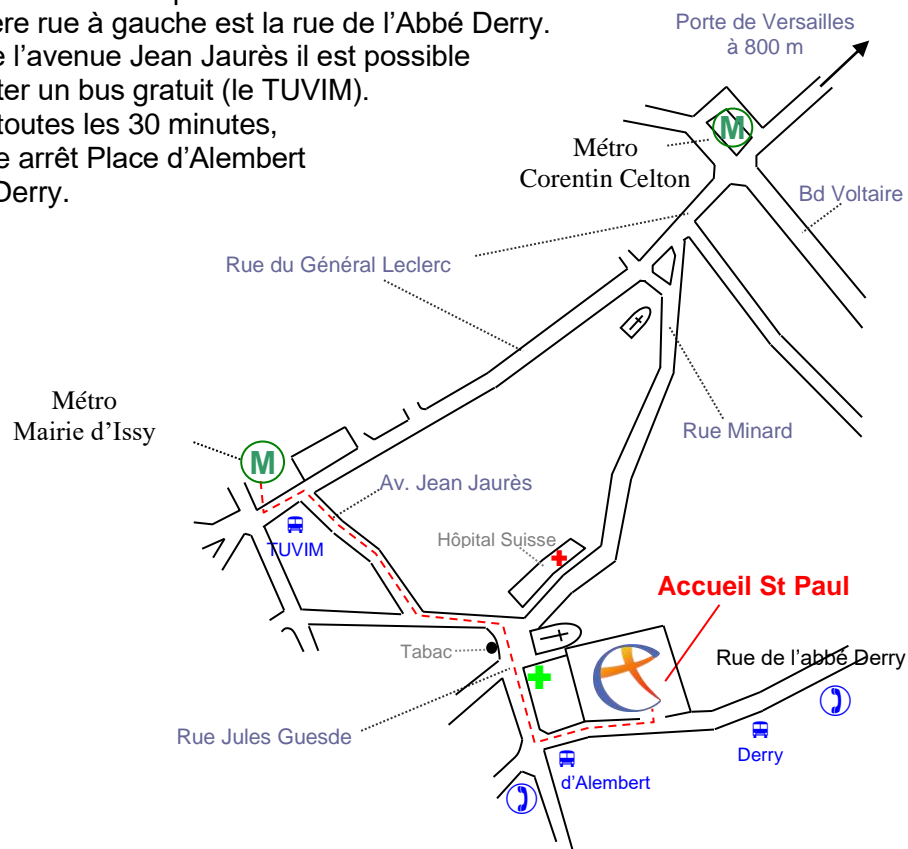 ère rue à gauche est la rue de l'Abbé Derry.
e l'avenue Jean Jaurès il est possible
ter un bus gratuit (le TUVIM).
toutes les 30 minutes,
e arrêt Place d'Alembert
Derry.
Porte de Versailles
à 800 m
M
Métro
Corentin Celton
Bd Voltaire
Rue du Général Leclerc
Métro
Mairie d'Issy
M
Rue Minard
Av. Jean Jaurès
TUVIM
Hôpital Suisse
Accueil St Paul
Tabac
Rue de l'abbé Derry
Rue Jules Guesde
Derry
d'Alembert